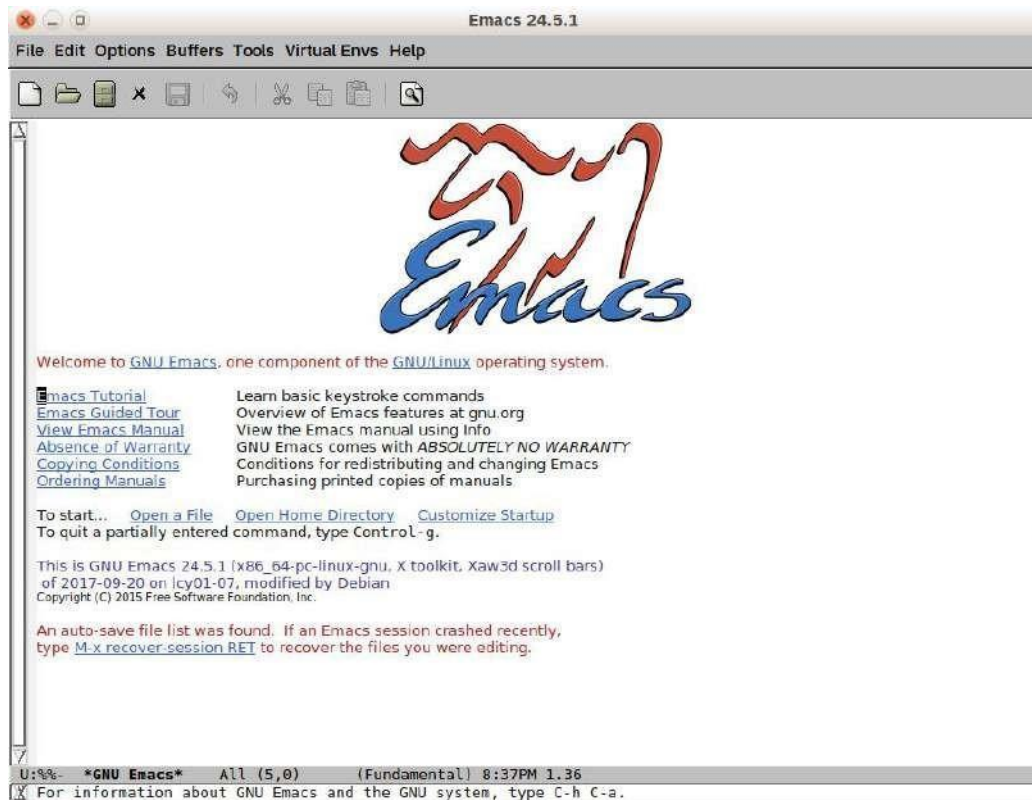 Emacs 24.5.1
File Edit Options Buffers Tools Virtual Envs Help
Emacs
Welcome to GNU Emacs, one component of the GNU/Linux operating system.
Emacs Tutorial Learn basic keystroke commands
Emacs Guided Tour Overview of Emacs features at gnu.org
View Emacs Manual View the Emacs manual using Info
Absence of Warranty GNU Emacs comes with ABSOLUTELY NO WARRANTY
Copying Conditions Conditions for redistributing and changing Emacs
Ordering Manuals Purchasing printed copies of manuals
To start... Open a File Open Home Directory Customize Startup
To quit a partially entered command, type Control-g.
This is GNU Emacs 24.5.1 (x86_64-pc-linux-gnu, X toolkit, Xaw3d scroll bars)
of 2017-09-20 on lcy01-07, modified by Debian
Copyright (C) 2015 Free Software Foundation, Inc.
An auto-save file list was found. If an Emacs session crashed recently,
type M-x recover-session RET to recover the files you were editing.
U:%%- *GNU Emacs* All (5,0) (Fundamental) 8:37PM 1.36
For information about GNU Emacs and the GNU system, type C-h C-a.